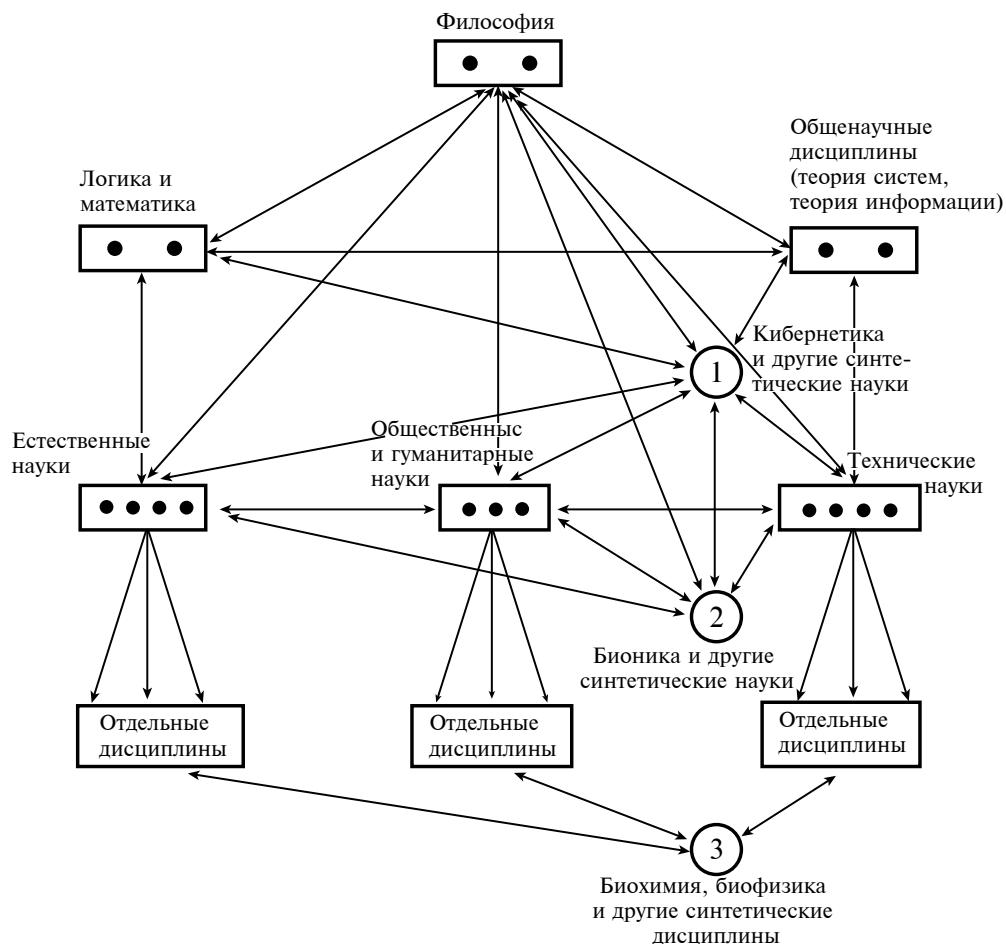 Философия
Общенаучные
дисциплины
(теория систем,
теория информации)
Логика и
математика
Кибернетика
и другие синте-
тические науки
1
Естественные
науки
Общественныс
и гуманитарные
науки
Технические
науки
2
Бионика и другие
синтетические науки
Отдельные
дисциплины
Отдельные
дисциплины
Отдельные
дисциплины
3
Биохимия, биофизика
и другие синтетические
дисциплины